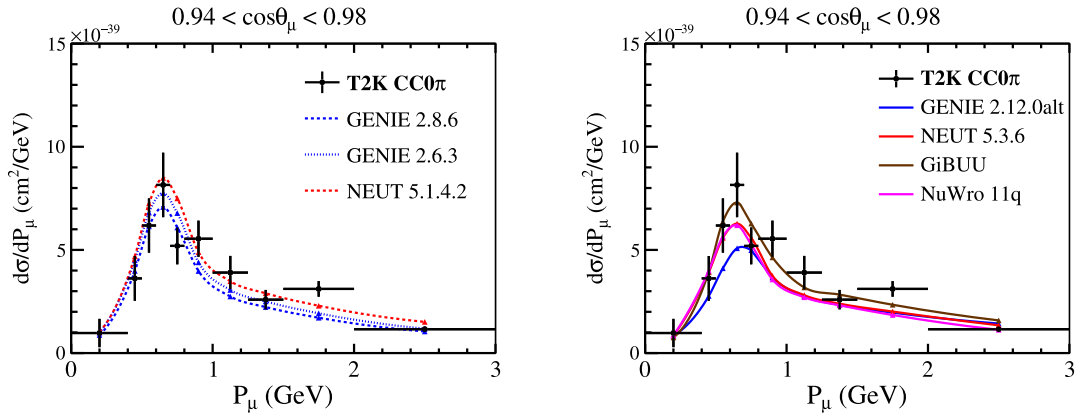 0.94 < cosθμ < 0.98
×10⁻³⁹
15
10
5
0
dσ/dPμ (cm²/GeV)
T2K CC0π
GENIE 2.8.6
GENIE 2.6.3
NEUT 5.1.4.2
0 1 2 3
Pμ (GeV)
0.94 < cosθμ < 0.98
×10⁻³⁹
15
10
5
0
dσ/dPμ (cm²/GeV)
T2K CC0π
GENIE 2.12.0alt
NEUT 5.3.6
GiBUU
NuWro 11q
0 1 2 3
Pμ (GeV)